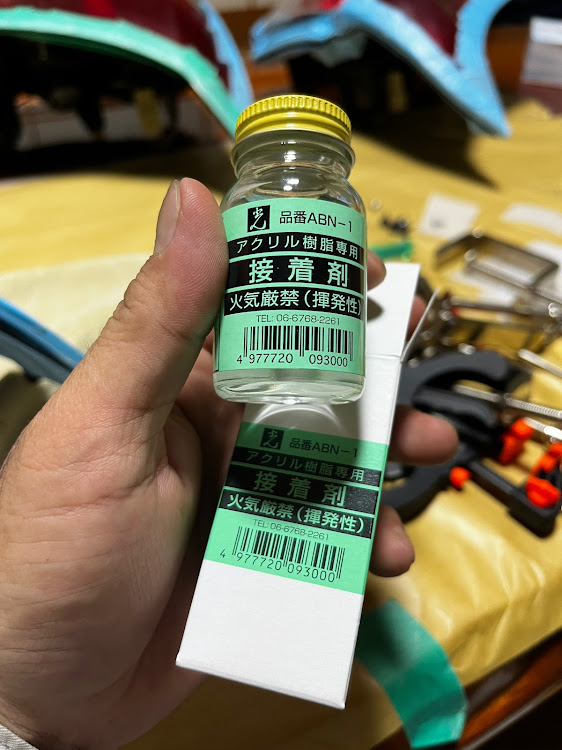 光 品番ABN-1
アクリル樹脂専用
接着剤
火気厳禁(揮発性)
TEL: 06-6768-2261
4 977720 093000
光 品番ABN-1
アクリル樹脂専用
接着剤
火気厳禁(揮発性)
TEL: 06-6768-2261
4 977720 093000